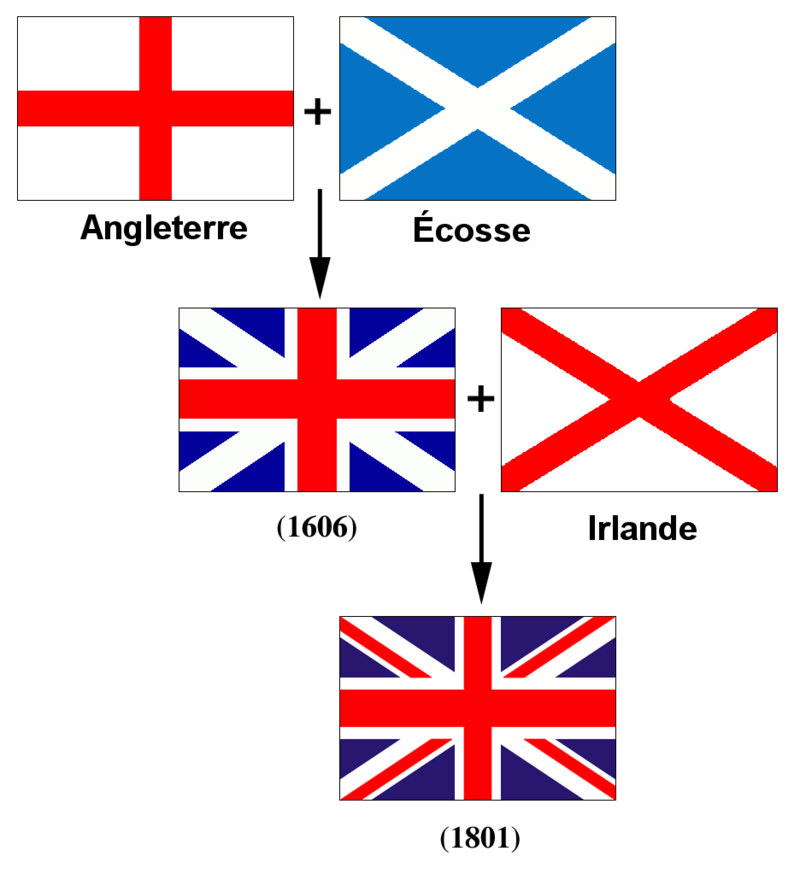 +
Angleterre
Écosse
+
(1606)
Irlande
(1801)